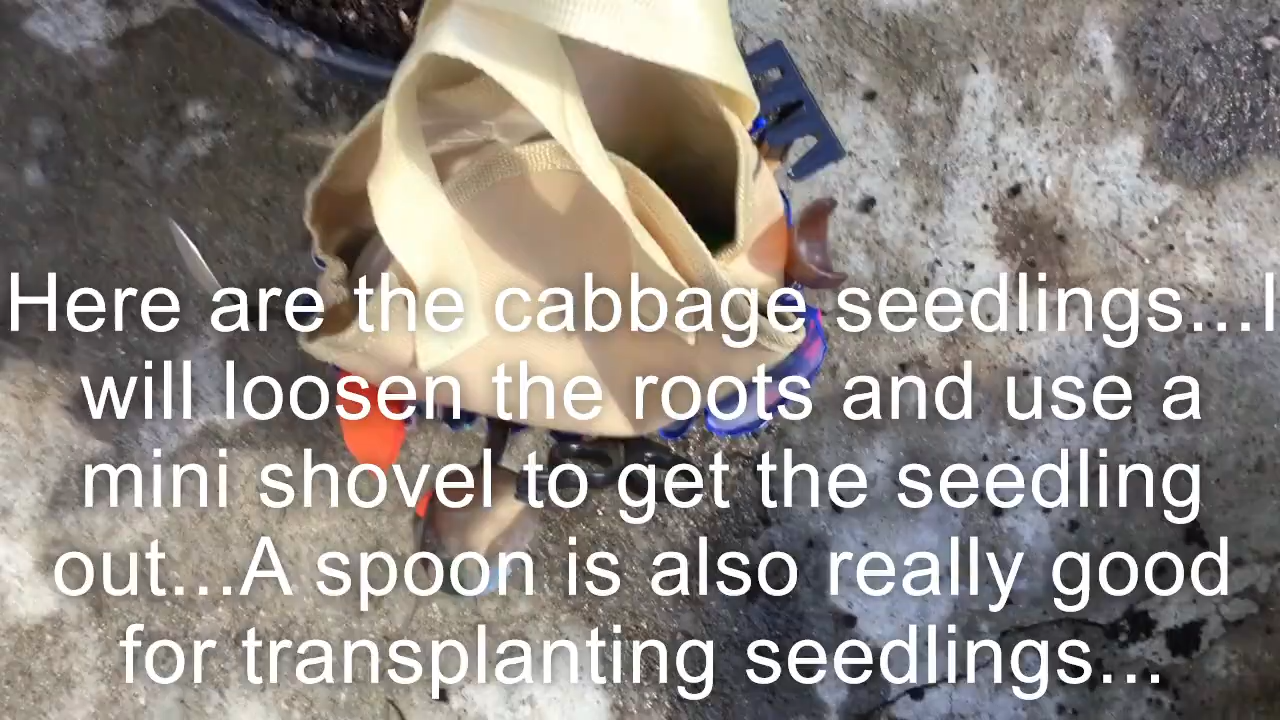 Here are the cabbage seedlings...I
will loosen the roots and use a
mini shovel to get the seedling
out...A spoon is also really good
for transplanting seedlings...